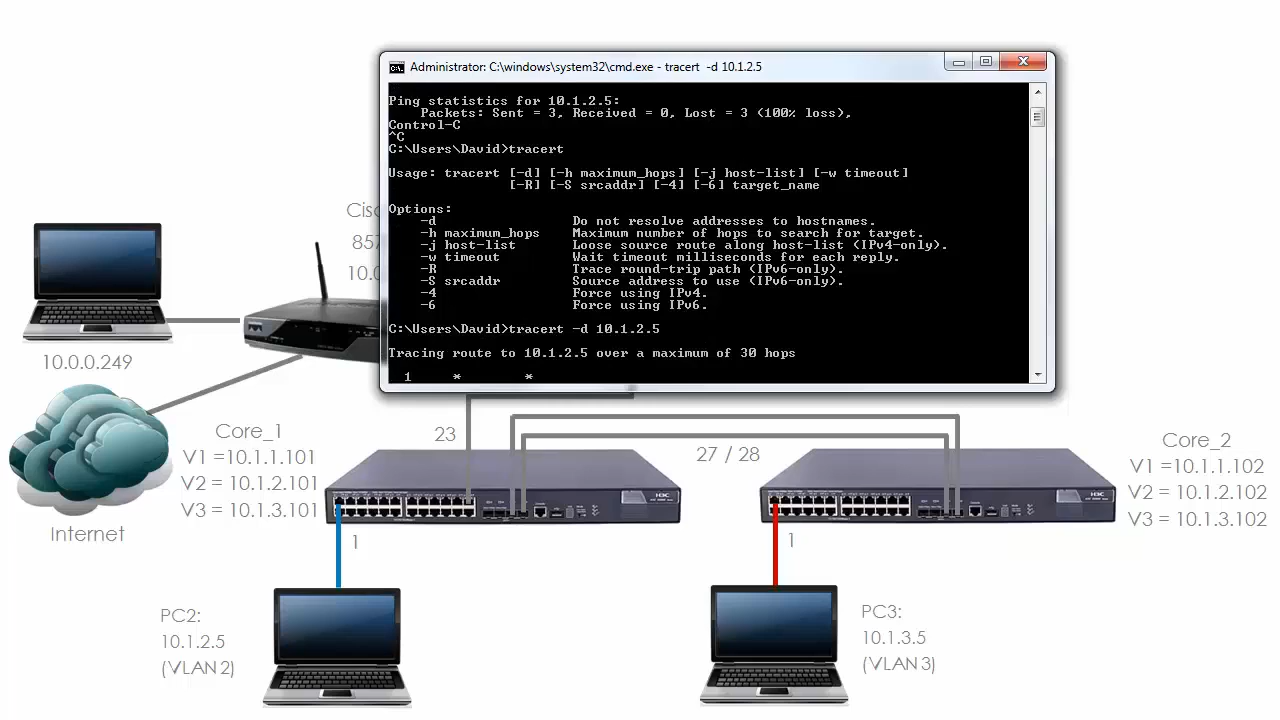 Administrator: C:\windows\system32\cmd.exe - tracert -d 10.1.2.5
Ping statistics for 10.1.2.5:
Packets: Sent = 3, Received = 0, Lost = 3 (100% loss),
Control-C
^C
C:\Users\David>tracert
Usage: tracert [-d] [-h maximum_hops] [-j host-list] [-w timeout]
[-R] [-S srcaddr] [-4] [-6] target_name
Options:
-d Do not resolve addresses to hostnames.
-h maximum_hops Maximum number of hops to search for target.
-j host-list Loose source route along host-list (IPv4-only).
-w timeout Wait timeout milliseconds for each reply.
-R Trace round-trip path (IPv6-only).
-S srcaddr Source address to use (IPv6-only).
-4 Force using IPv4.
-6 Force using IPv6.
C:\Users\David>tracert -d 10.1.2.5
Tracing route to 10.1.2.5 over a maximum of 30 hops
1 * *
Cisc
857
10.0
10.0.0.249
Internet
Core_1
V1 =10.1.1.101
V2 = 10.1.2.101
V3 = 10.1.3.101
23
27 / 28
Core_2
V1 =10.1.1.102
V2 = 10.1.2.102
V3 = 10.1.3.102
H3C
H3C
1
1
PC2:
10.1.2.5
(VLAN 2)
PC3:
10.1.3.5
(VLAN 3)